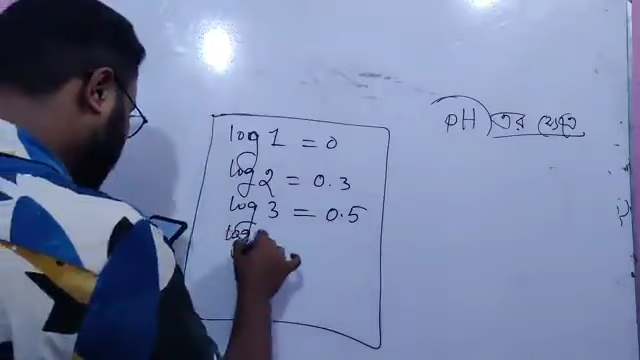 log 1 = 0
log 2 = 0.3
log 3 = 0.5
log
pH এর